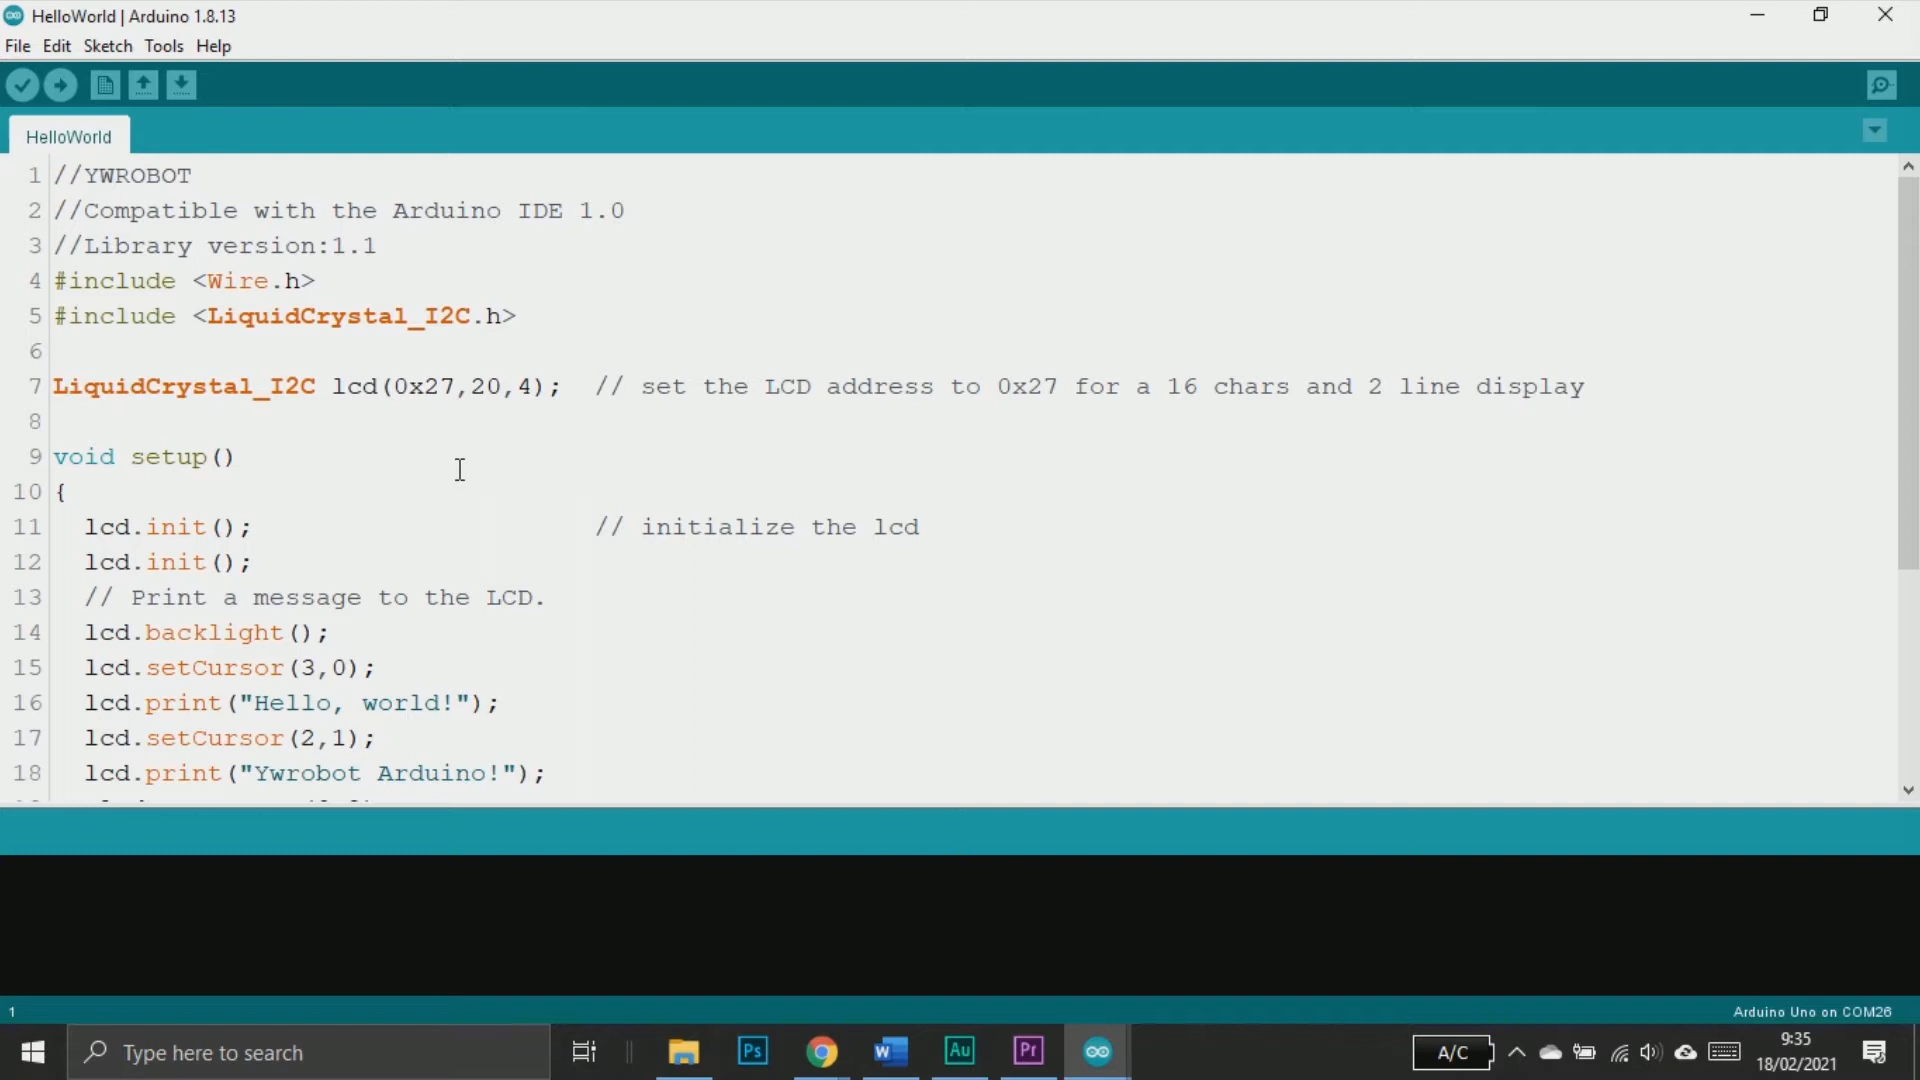 HelloWorld | Arduino 1.8.13
File Edit Sketch Tools Help
HelloWorld
1 //YWROBOT
2 //Compatible with the Arduino IDE 1.0
3 //Library version:1.1
4 #include <Wire.h>
5 #include <LiquidCrystal_I2C.h>
6
7 LiquidCrystal_I2C lcd(0x27,20,4); // set the LCD address to 0x27 for a 16 chars and 2 line display
8
9 void setup()
10 {
11 lcd.init(); // initialize the lcd
12 lcd.init();
13 // Print a message to the LCD.
14 lcd.backlight();
15 lcd.setCursor(3,0);
16 lcd.print("Hello, world!");
17 lcd.setCursor(2,1);
18 lcd.print("Ywrobot Arduino!");
1 Arduino Uno on COM26
Type here to search
Ps
W
Au
Pr
A/C
9:35
18/02/2021